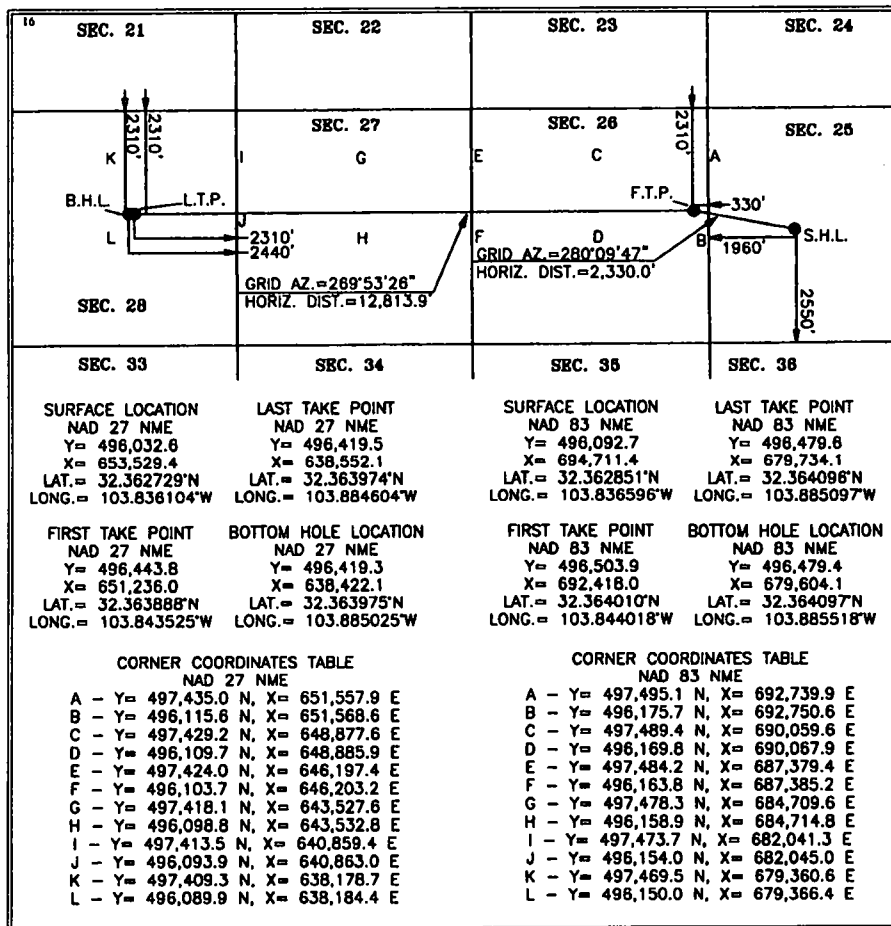 16
SEC. 21
SEC. 22
SEC. 23
SEC. 24
2310'
2310'
2310'
SEC. 27
SEC. 26
SEC. 25
K
I
G
E
C
A
B.H.L.
L.T.P.
F.T.P.
330'
J
L
2310'
2440'
H
F
D
B
S.H.L.
1960'
GRID AZ.=269°53'26"
HORIZ. DIST.=12,813.9'
GRID AZ.=280°09'47"
HORIZ. DIST.=2,330.0'
2550'
SEC. 28
SEC. 33
SEC. 34
SEC. 35
SEC. 36
SURFACE LOCATION
NAD 27 NME
Y= 496,032.6
X= 653,529.4
LAT.= 32.362729°N
LONG.= 103.836104°W
LAST TAKE POINT
NAD 27 NME
Y= 496,419.5
X= 638,552.1
LAT.= 32.363974°N
LONG.= 103.884604°W
SURFACE LOCATION
NAD 83 NME
Y= 496,092.7
X= 694,711.4
LAT.= 32.362851°N
LONG.= 103.836596°W
LAST TAKE POINT
NAD 83 NME
Y= 496,479.6
X= 679,734.1
LAT.= 32.364096°N
LONG.= 103.885097°W
FIRST TAKE POINT
NAD 27 NME
Y= 496,443.8
X= 651,236.0
LAT.= 32.363888°N
LONG.= 103.843525°W
BOTTOM HOLE LOCATION
NAD 27 NME
Y= 496,419.3
X= 638,422.1
LAT.= 32.363975°N
LONG.= 103.885025°W
FIRST TAKE POINT
NAD 83 NME
Y= 496,503.9
X= 692,418.0
LAT.= 32.364010°N
LONG.= 103.844018°W
BOTTOM HOLE LOCATION
NAD 83 NME
Y= 496,479.4
X= 679,604.1
LAT.= 32.364097°N
LONG.= 103.885518°W
CORNER COORDINATES TABLE
NAD 27 NME
A - Y= 497,435.0 N, X= 651,557.9 E
B - Y= 496,115.6 N, X= 651,568.6 E
C - Y= 497,429.2 N, X= 648,877.6 E
D - Y= 496,109.7 N, X= 648,885.9 E
E - Y= 497,424.0 N, X= 646,197.4 E
F - Y= 496,103.7 N, X= 646,203.2 E
G - Y= 497,418.1 N, X= 643,527.6 E
H - Y= 496,098.8 N, X= 643,532.8 E
I - Y= 497,413.5 N, X= 640,859.4 E
J - Y= 496,093.9 N, X= 640,863.0 E
K - Y= 497,409.3 N, X= 638,178.7 E
L - Y= 496,089.9 N, X= 638,184.4 E
CORNER COORDINATES TABLE
NAD 83 NME
A - Y= 497,495.1 N, X= 692,739.9 E
B - Y= 496,175.7 N, X= 692,750.6 E
C - Y= 497,489.4 N, X= 690,059.6 E
D - Y= 496,169.8 N, X= 690,067.9 E
E - Y= 497,484.2 N, X= 687,379.4 E
F - Y= 496,163.8 N, X= 687,385.2 E
G - Y= 497,478.3 N, X= 684,709.6 E
H - Y= 496,158.9 N, X= 684,714.8 E
I - Y= 497,473.7 N, X= 682,041.3 E
J - Y= 496,154.0 N, X= 682,045.0 E
K - Y= 497,469.5 N, X= 679,360.6 E
L - Y= 496,150.0 N, X= 679,366.4 E